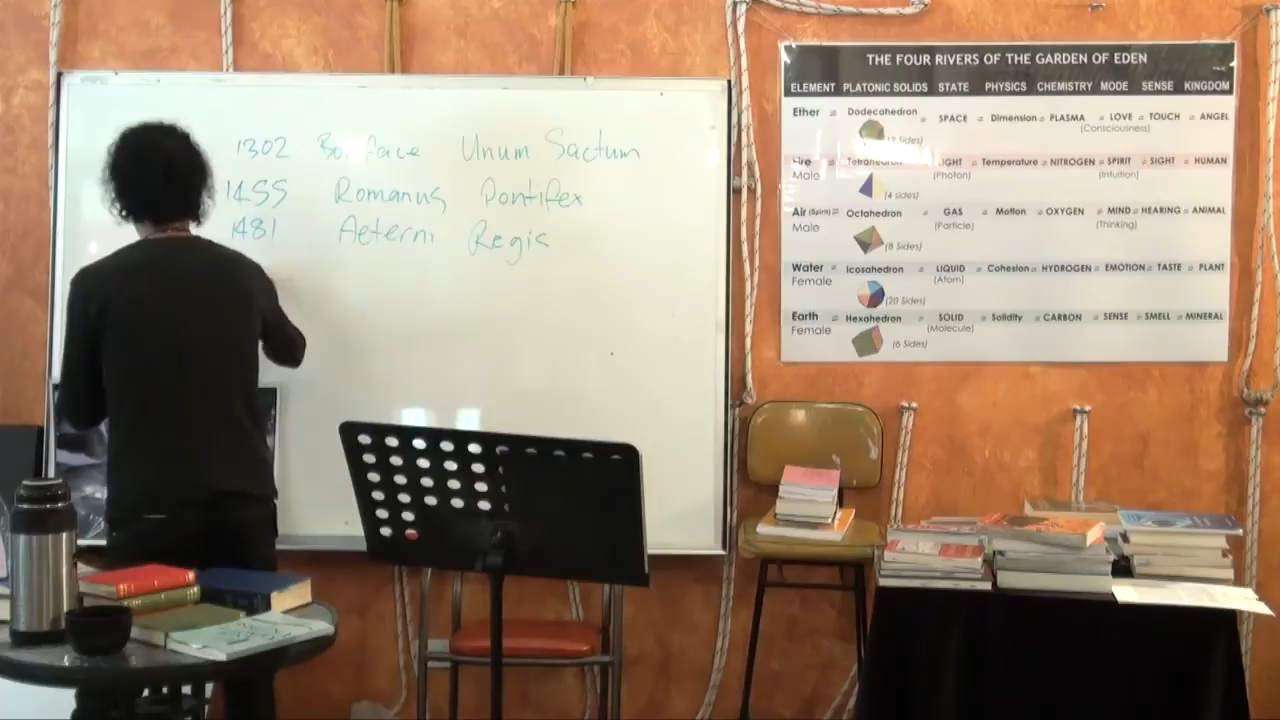 1302 Boniface Unum Sactum
1455 Romanus Pontifex
1481 Aeterni Regis
THE FOUR RIVERS OF THE GARDEN OF EDEN
ELEMENT PLATONIC SOLIDS STATE PHYSICS CHEMISTRY MODE SENSE KINGDOM
Ether = Dodecahedron = SPACE = Dimension = PLASMA = LOVE = TOUCH = ANGEL
(12 Sides) (Consciousness)
Fire = Tetrahedron = LIGHT = Temperature = NITROGEN = SPIRIT = SIGHT = HUMAN
Male (4 sides) (Photon) (Intuition)
Air (Spirit) = Octahedron = GAS = Motion = OXYGEN = MIND = HEARING = ANIMAL
Male (8 Sides) (Particle) (Thinking)
Water = Icosahedron = LIQUID = Cohesion = HYDROGEN = EMOTION = TASTE = PLANT
Female (20 Sides) (Atom)
Earth = Hexahedron = SOLID = Solidity = CARBON = SENSE = SMELL = MINERAL
Female (6 Sides) (Molecule)